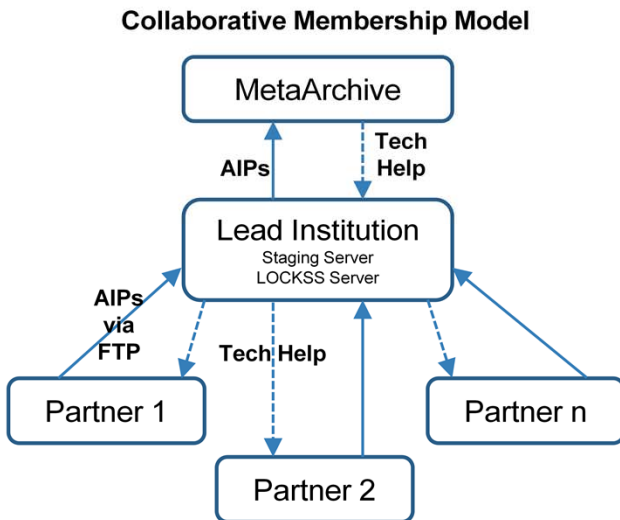 Collaborative Membership Model
MetaArchive
AIPs
Tech
Help
Lead Institution
Staging Server
LOCKSS Server
AIPs
via
FTP
Tech Help
Partner 1
Partner n
Partner 2